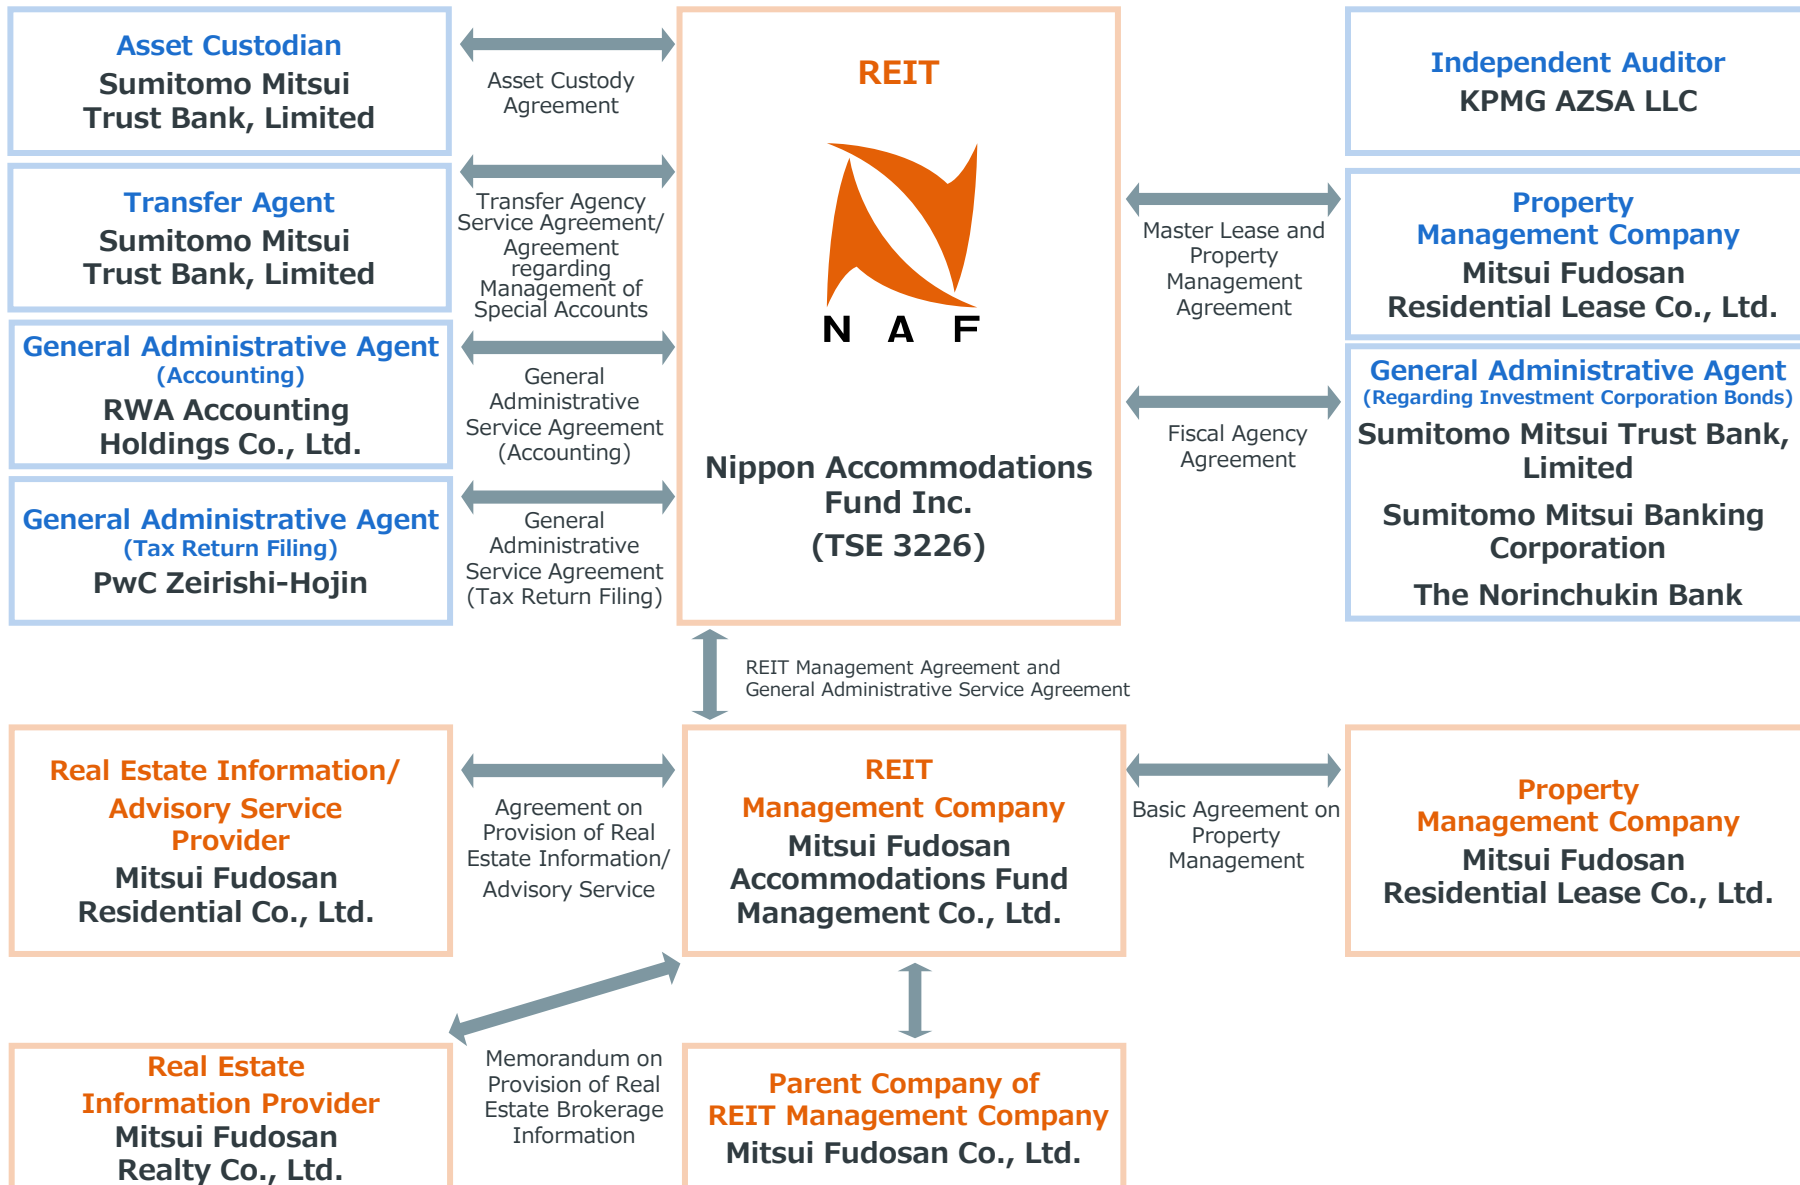 Asset Custodian
Sumitomo Mitsui
Trust Bank, Limited
Asset Custody
Agreement
Transfer Agent
Sumitomo Mitsui
Trust Bank, Limited
Transfer Agency
Service Agreement/
Agreement
regarding
Management of
Special Accounts
General Administrative Agent
(Accounting)
RWA Accounting
Holdings Co., Ltd.
General
Administrative
Service Agreement
(Accounting)
General Administrative Agent
(Tax Return Filing)
PwC Zeirishi-Hojin
General
Administrative
Service Agreement
(Tax Return Filing)
REIT
N A F
Nippon Accommodations
Fund Inc.
(TSE 3226)
Independent Auditor
KPMG AZSA LLC
Master Lease and
Property
Management
Agreement
Property
Management Company
Mitsui Fudosan
Residential Lease Co., Ltd.
Fiscal Agency
Agreement
General Administrative Agent
(Regarding Investment Corporation Bonds)
Sumitomo Mitsui Trust Bank,
Limited
Sumitomo Mitsui Banking
Corporation
The Norinchukin Bank
REIT Management Agreement and
General Administrative Service Agreement
Real Estate Information/
Advisory Service
Provider
Mitsui Fudosan
Residential Co., Ltd.
Agreement on
Provision of Real
Estate Information/
Advisory Service
REIT
Management Company
Mitsui Fudosan
Accommodations Fund
Management Co., Ltd.
Basic Agreement on
Property
Management
Property
Management Company
Mitsui Fudosan
Residential Lease Co., Ltd.
Real Estate
Information Provider
Mitsui Fudosan
Realty Co., Ltd.
Memorandum on
Provision of Real
Estate Brokerage
Information
Parent Company of
REIT Management Company
Mitsui Fudosan Co., Ltd.